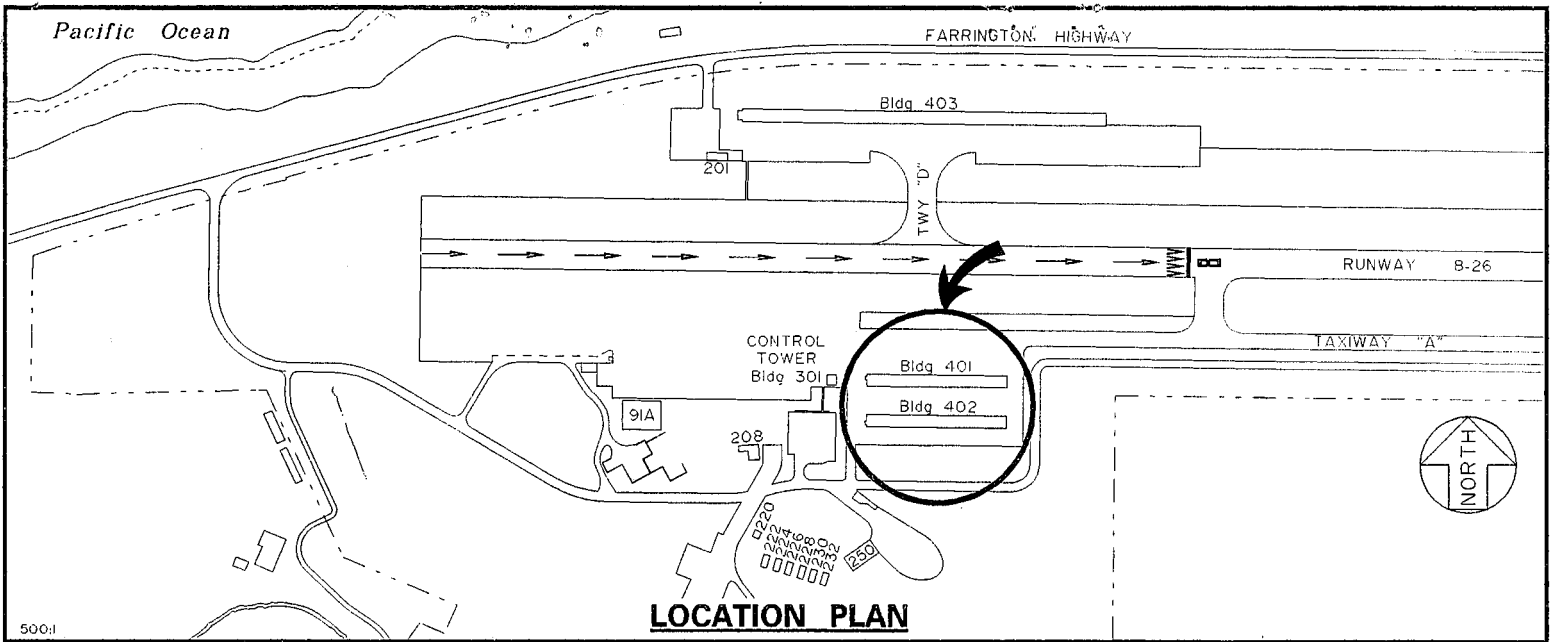 Pacific Ocean
FARRINGTON HIGHWAY
Bldg 403
201
TWY "D"
RUNWAY 8-26
TAXIWAY "A"
CONTROL
TOWER
Bldg 301
Bldg 401
Bldg 402
91A
208
NORTH
220
222
224
226
228
230
232
250
LOCATION PLAN
500:1